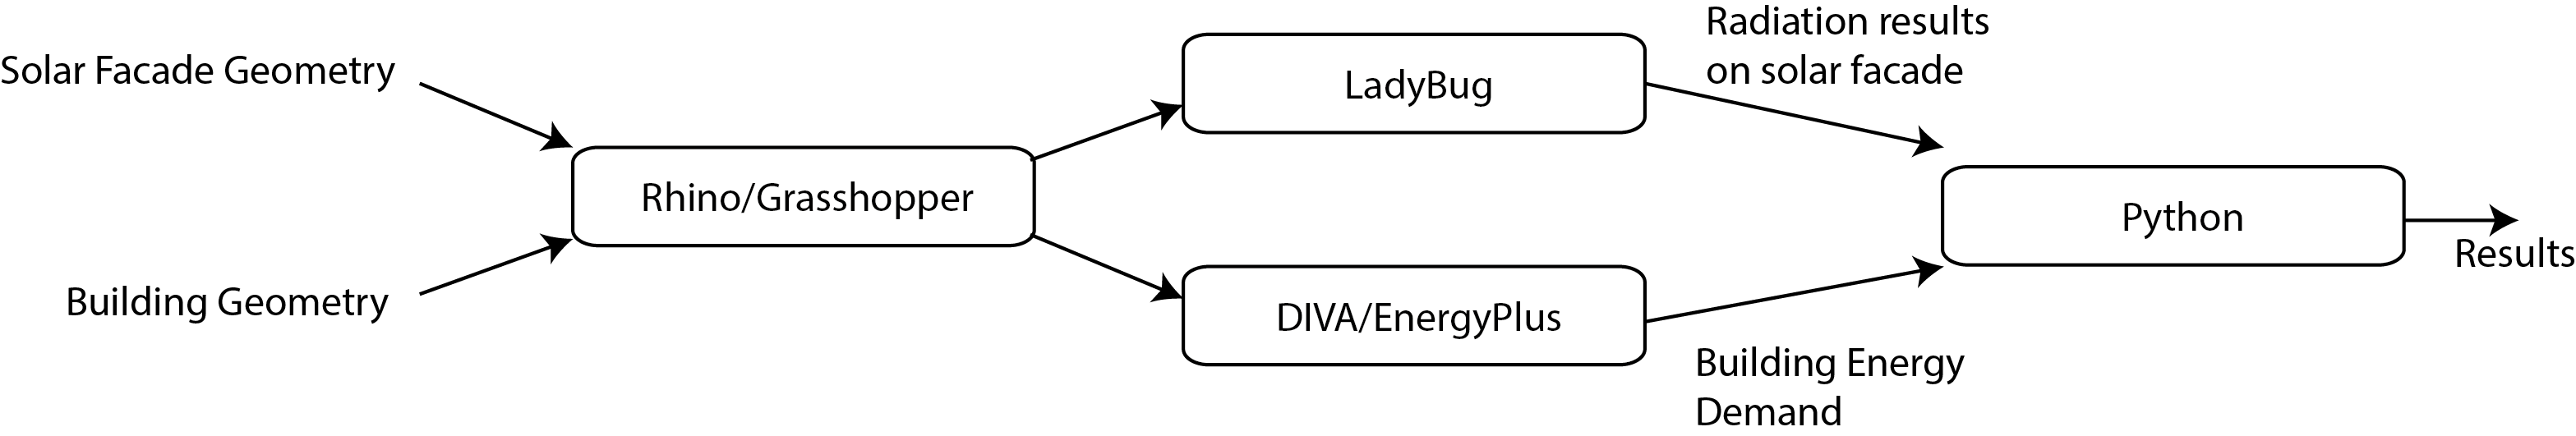 Solar Facade Geometry
Building Geometry
Rhino/Grasshopper
LadyBug
DIVA/EnergyPlus
Radiation results
on solar facade
Building Energy
Demand
Python
Results